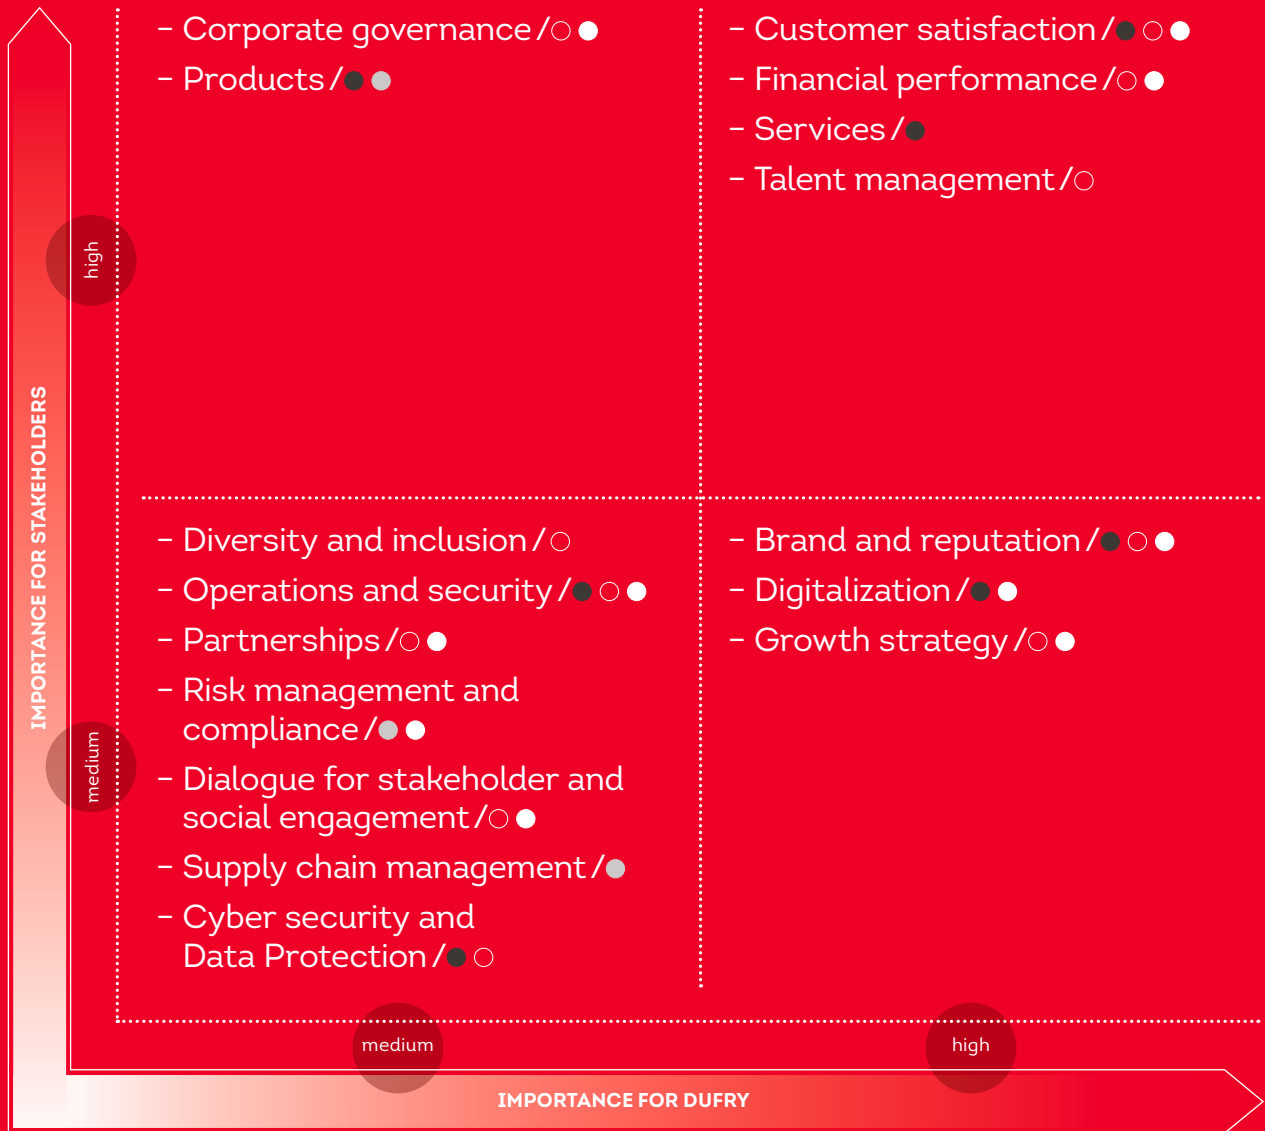 – Corporate governance /
– Products /
– Customer satisfaction /
– Financial performance /
– Services /
– Talent management /
high
IMPORTANCE FOR STAKEHOLDERS
– Diversity and inclusion /
– Operations and security /
– Partnerships /
– Risk management and
compliance /
– Dialogue for stakeholder and
social engagement /
– Supply chain management /
– Cyber security and
Data Protection /
– Brand and reputation /
– Digitalization /
– Growth strategy /
medium
medium
high
IMPORTANCE FOR DUFRY